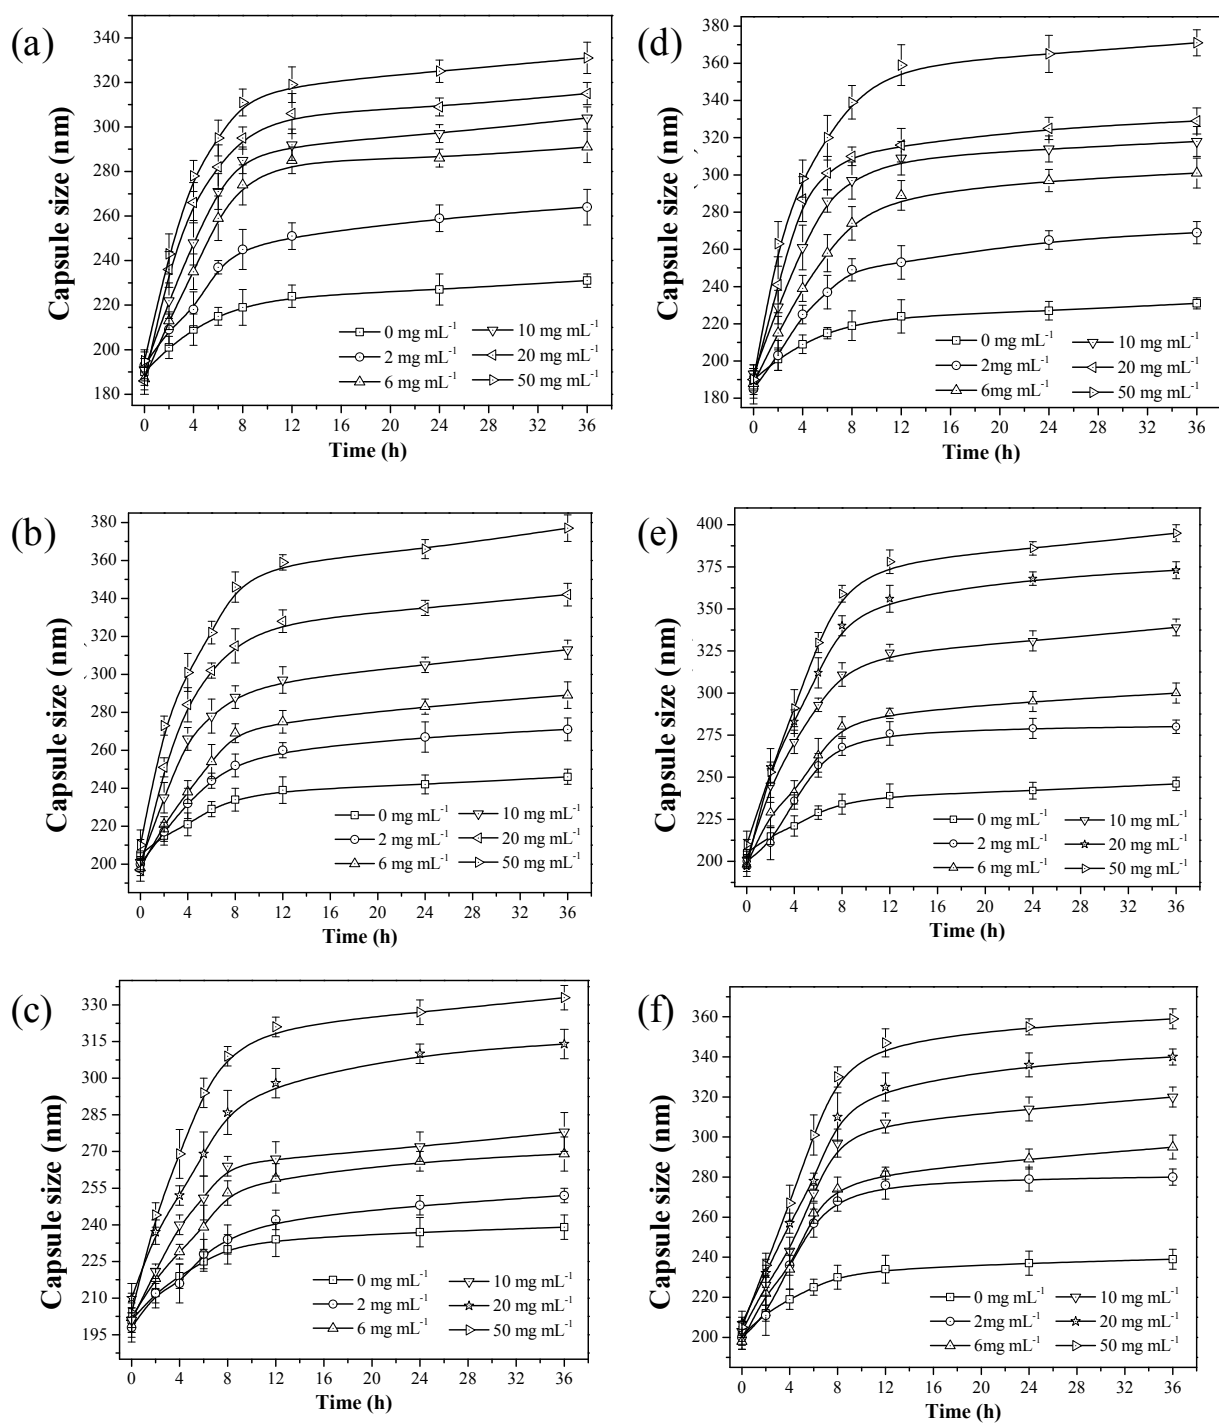 (a)
Capsule size (nm)
340
320
300
280
260
240
220
200
180
0 mg mL-1
2 mg mL-1
6 mg mL-1
10 mg mL-1
20 mg mL-1
50 mg mL-1
0 4 8 12 16 20 24 28 32 36
Time (h)
(d)
Capsule size (nm)
380
360
340
320
300
280
260
240
220
200
180
0 mg mL-1
2mg mL-1
6mg mL-1
10 mg mL-1
20 mg mL-1
50 mg mL-1
0 4 8 12 16 20 24 28 32 36
Time (h)
(b)
Capsule size (nm)
380
360
340
320
300
280
260
240
220
200
0 mg mL-1
2 mg mL-1
6 mg mL-1
10 mg mL-1
20 mg mL-1
50 mg mL-1
0 4 8 12 16 20 24 28 32 36
Time (h)
(e)
Capsule size (nm)
400
375
350
325
300
275
250
225
200
0 mg mL-1
2 mg mL-1
6 mg mL-1
10 mg mL-1
20 mg mL-1
50 mg mL-1
0 4 8 12 16 20 24 28 32 36
Time (h)
(c)
Capsule size (nm)
330
315
300
285
270
255
240
225
210
195
0 mg mL-1
2 mg mL-1
6 mg mL-1
10 mg mL-1
20 mg mL-1
50 mg mL-1
0 4 8 12 16 20 24 28 32 36
Time (h)
(f)
Capsule size (nm)
360
340
320
300
280
260
240
220
200
0 mg mL-1
2mg mL-1
6mg mL-1
10 mg mL-1
20 mg mL-1
50 mg mL-1
0 4 8 12 16 20 24 28 32 36
Time (h)